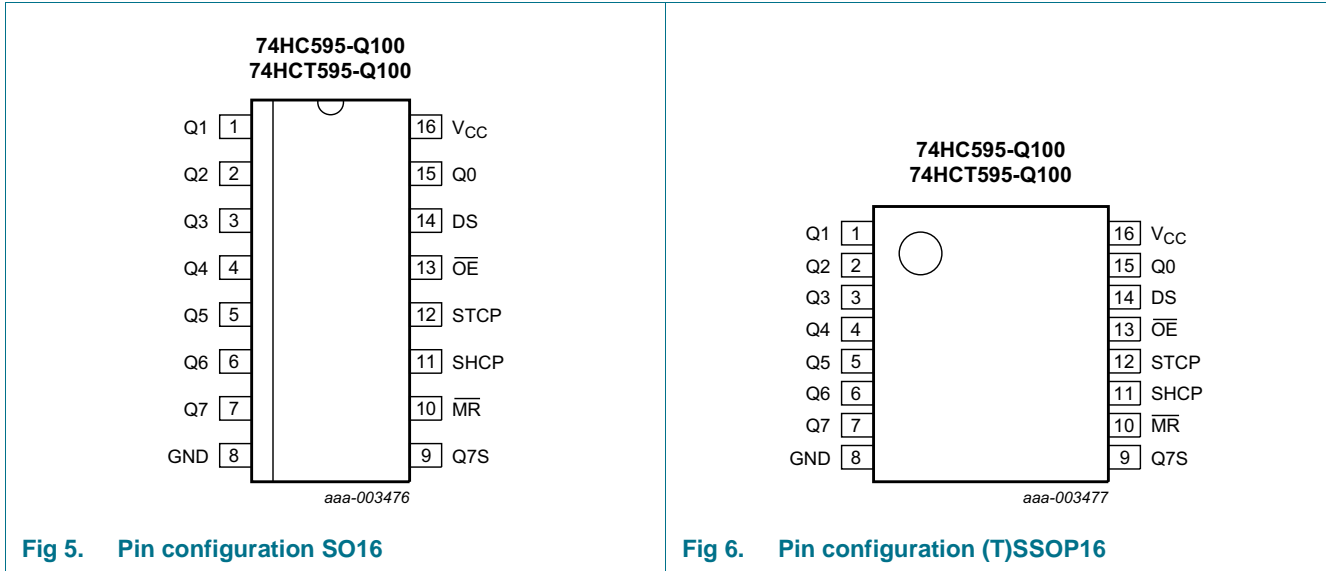 74HC595-Q100
74HCT595-Q100
Q1 1 16 VCC
Q2 2 15 Q0
Q3 3 14 DS
Q4 4 13 O̅E̅
Q5 5 12 STCP
Q6 6 11 SHCP
Q7 7 10 M̅R̅
GND 8 9 Q7S
aaa-003476
Fig 5. Pin configuration SO16
74HC595-Q100
74HCT595-Q100
Q1 1 16 VCC
Q2 2 15 Q0
Q3 3 14 DS
Q4 4 13 O̅E̅
Q5 5 12 STCP
Q6 6 11 SHCP
Q7 7 10 M̅R̅
GND 8 9 Q7S
aaa-003477
Fig 6. Pin configuration (T)SSOP16